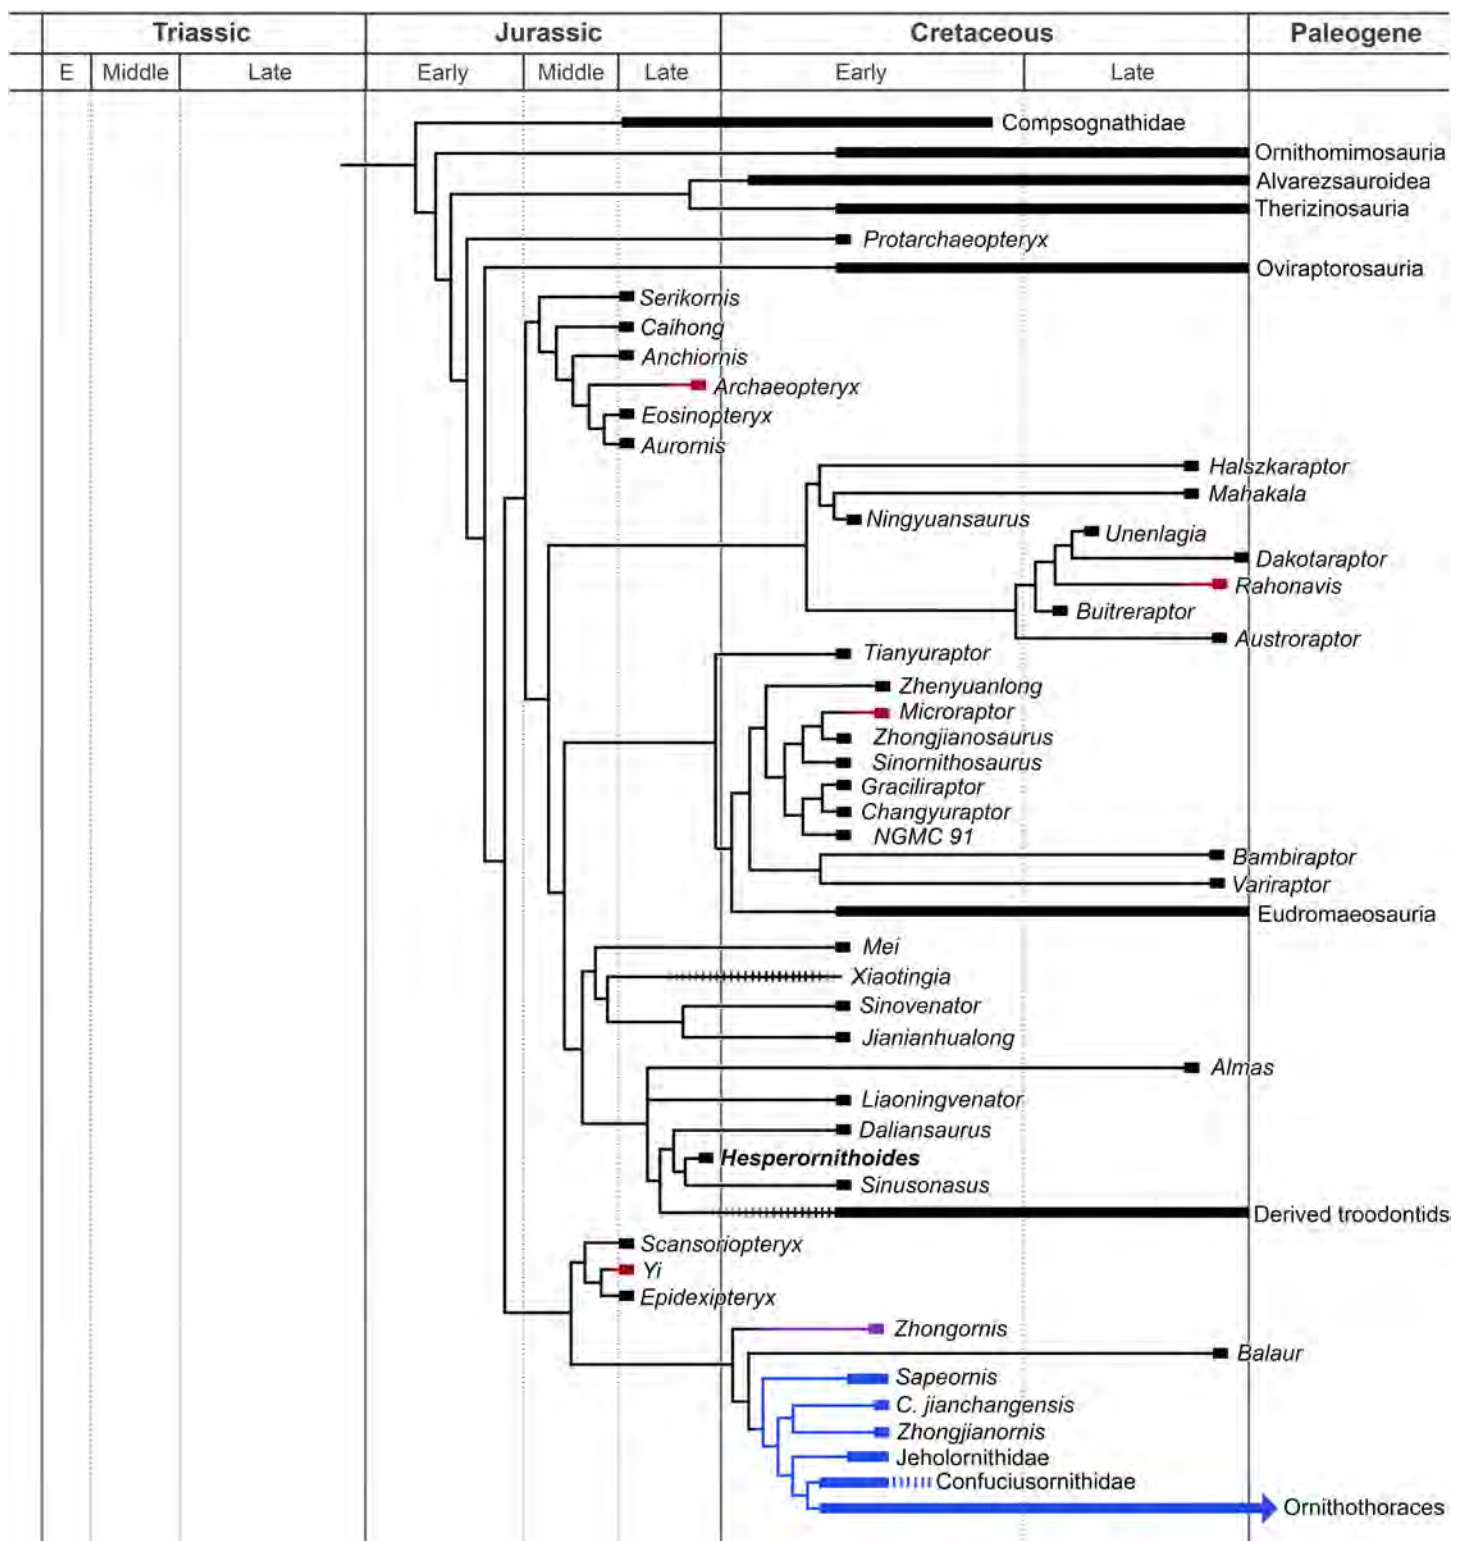 Triassic Jurassic Cretaceous Paleogene
E Middle Late Early Middle Late Early Late
Compsognathidae
Ornithomimosauria
Alvarezsauroidea
Therizinosauria
Protarchaeopteryx
Oviraptorosauria
Serikornis
Caihong
Anchiornis
Archaeopteryx
Eosinopteryx
Aurornis
Halszkaraptor
Mahakala
Ningyuansaurus
Unenlagia
Dakotaraptor
Rahonavis
Buitreraptor
Austroraptor
Tianyuraptor
Zhenyuanlong
Microraptor
Zhongjianosaurus
Sinornithosaurus
Graciliraptor
Changyuraptor
NGMC 91
Bambiraptor
Variraptor
Eudromaeosauria
Mei
Xiaotingia
Sinovenator
Jianianhualong
Almas
Liaoningvenator
Daliansaurus
Hesperornithoides
Sinusonasus
Derived troodontids
Scansoriopteryx
Yi
Epidexipteryx
Zhongornis
Balaur
Sapeornis
C. jianchangensis
Zhongjianornis
Jeholornithidae
Confuciusornithidae
Ornithothoraces